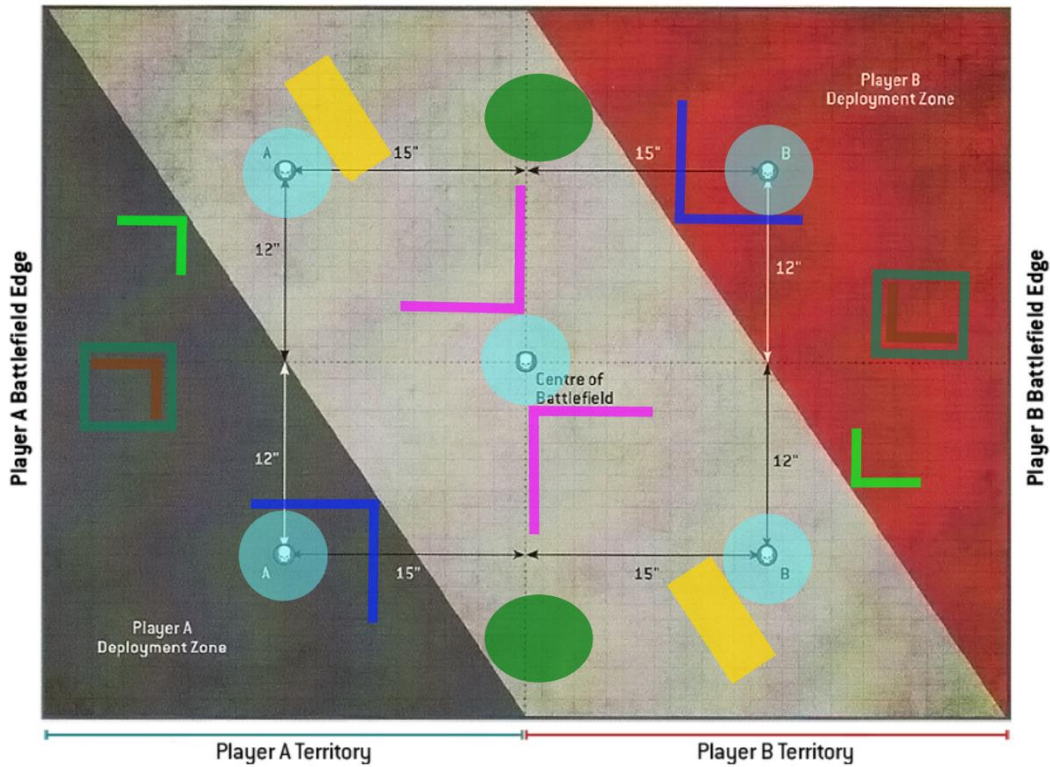 Player B
Deployment Zone
A
15"
15"
B
12"
12"
Centre of
Battlefield
Player A Battlefield Edge
Player B Battlefield Edge
12"
12"
A
15"
15"
B
Player A
Deployment Zone
Player A Territory
Player B Territory